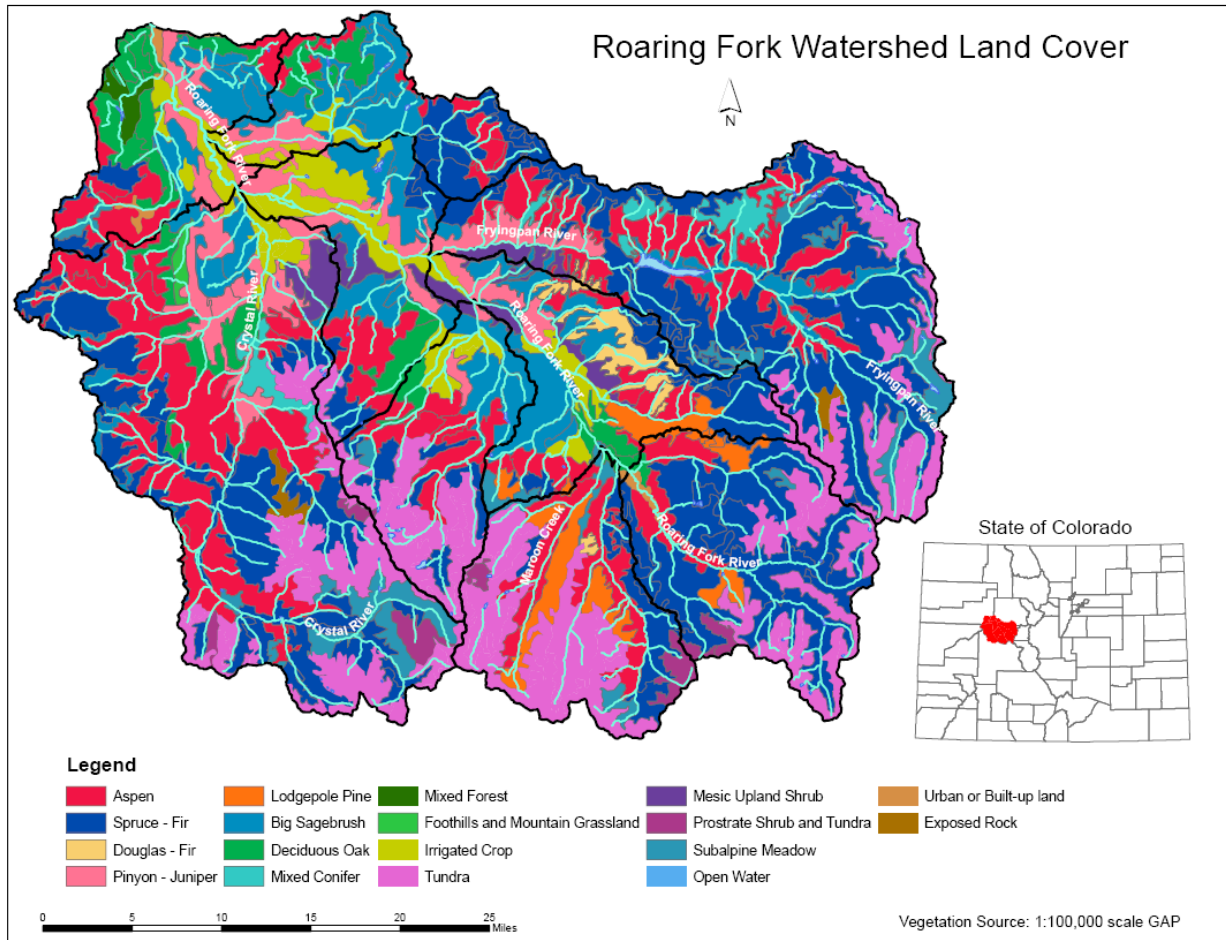 Roaring Fork Watershed Land Cover
N
Roaring Fork River
Fryingpan River
Crystal River
Roaring Fork River
Fryingpan River
Maroon Creek
Roaring Fork River
Crystal River
State of Colorado
Legend
Aspen
Spruce - Fir
Douglas - Fir
Pinyon - Juniper
Lodgepole Pine
Big Sagebrush
Deciduous Oak
Mixed Conifer
Mixed Forest
Foothills and Mountain Grassland
Irrigated Crop
Tundra
Mesic Upland Shrub
Prostrate Shrub and Tundra
Subalpine Meadow
Open Water
Urban or Built-up land
Exposed Rock
0 5 10 15 20 25
Miles
Vegetation Source: 1:100,000 scale GAP